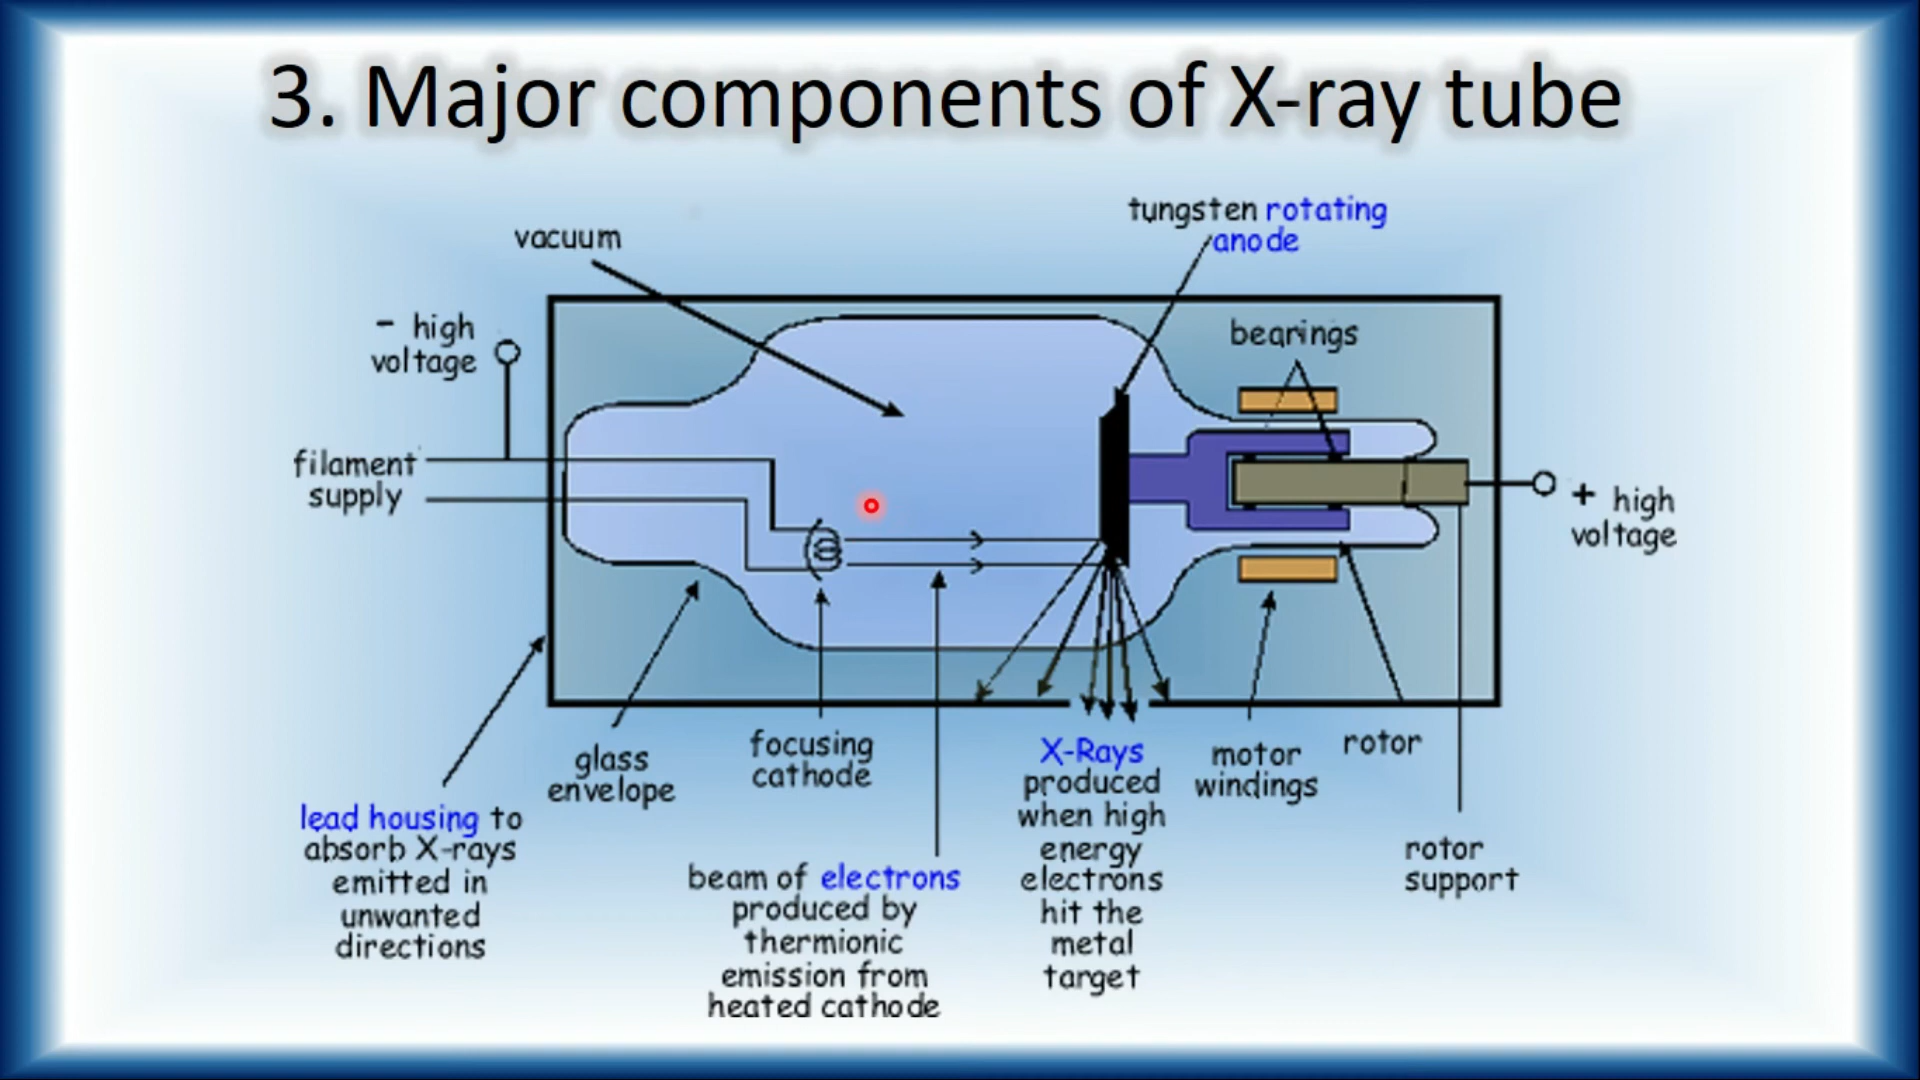 3. Major components of X-ray tube
vacuum
tungsten rotating
anode
- high
voltage
bearings
filament
supply
+ high
voltage
glass
envelope
focusing
cathode
X-Rays
produced
when high
energy
electrons
hit the
metal
target
motor
windings
rotor
lead housing to
absorb X-rays
emitted in
unwanted
directions
beam of electrons
produced by
thermionic
emission from
heated cathode
rotor
support